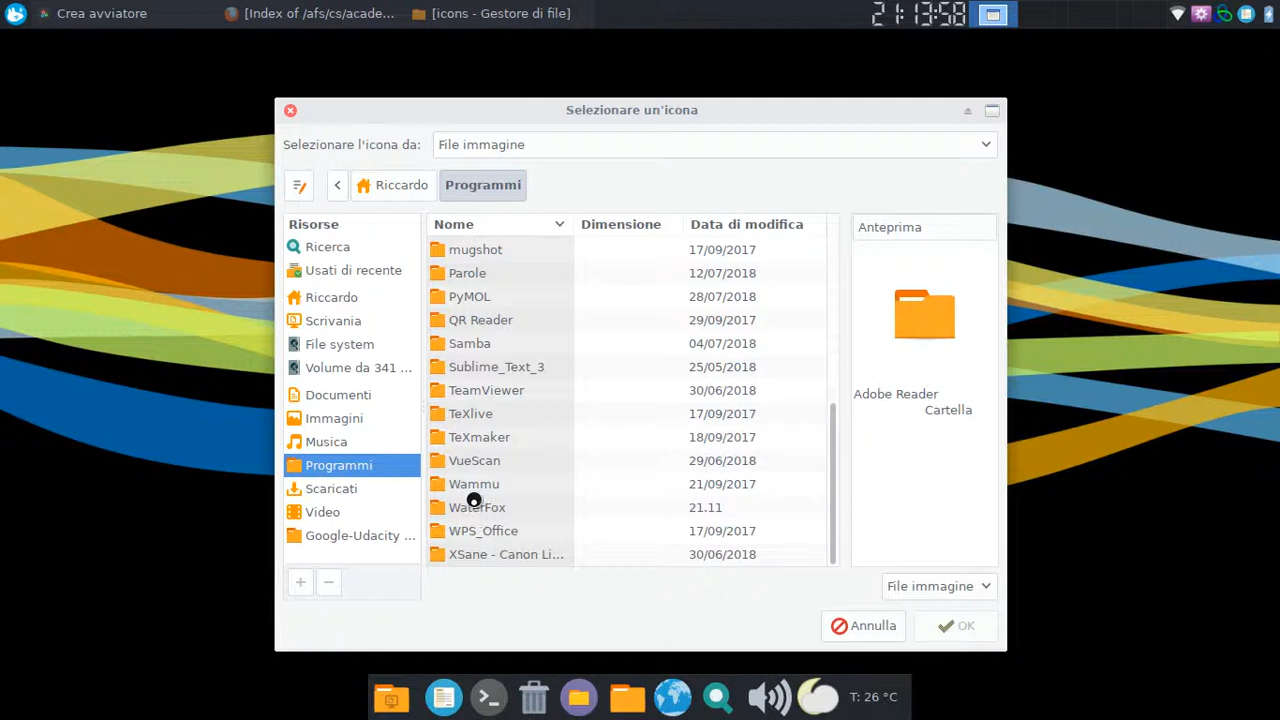 Crea avviatore
[Index of /afs/cs/acade...
[icons - Gestore di file]
21:13:58
Selezionare un'icona
Selezionare l'icona da:
File immagine
Riccardo
Programmi
Risorse
Ricerca
Usati di recente
Riccardo
Scrivania
File system
Volume da 341 ...
Documenti
Immagini
Musica
Programmi
Scaricati
Video
Google-Udacity ...
Nome Dimensione Data di modifica
mugshot 17/09/2017
Parole 12/07/2018
PyMOL 28/07/2018
QR Reader 29/09/2017
Samba 04/07/2018
Sublime_Text_3 25/05/2018
TeamViewer 30/06/2018
TeXlive 17/09/2017
TeXmaker 18/09/2017
VueScan 29/06/2018
Wammu 21/09/2017
WaterFox 21.11
WPS_Office 17/09/2017
XSane - Canon Li... 30/06/2018
Anteprima
Adobe Reader
Cartella
File immagine
Annulla
OK
T: 26 °C